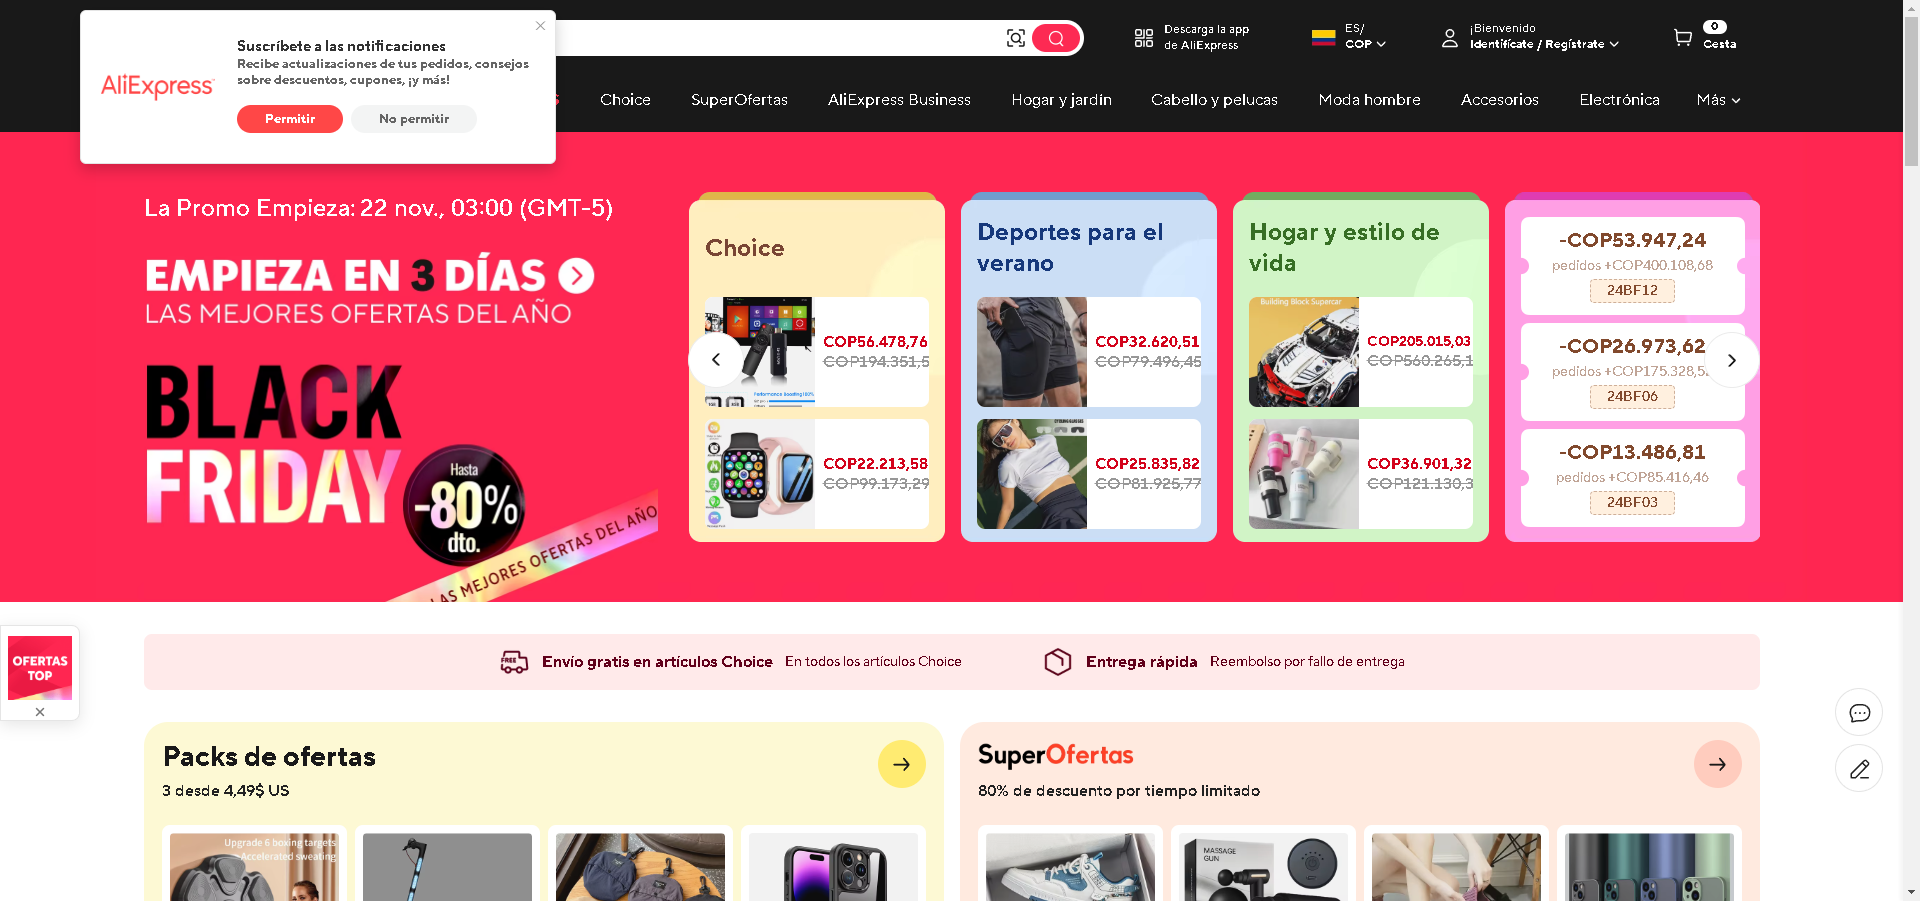 AliExpress
Suscríbete a las notificaciones
Recibe actualizaciones de tus pedidos, consejos
sobre descuentos, cupones, ¡y más!
Permitir
No permitir
Descarga la app
de AliExpress
ES/
COP
¡Bienvenido
Identifícate / Regístrate
0
Cesta
Choice
SuperOfertas
AliExpress Business
Hogar y jardín
Cabello y pelucas
Moda hombre
Accesorios
Electrónica
Más
La Promo Empieza: 22 nov., 03:00 (GMT-5)
EMPIEZA EN 3 DÍAS
LAS MEJORES OFERTAS DEL AÑO
BLACK
FRIDAY
Hasta
-80%
dto.
LAS MEJORES OFERTAS DEL AÑO
Choice
COP56.478,76
COP194.351,5
Performance Boosting 100%
COP22.213,58
COP99.173,29
Deportes para el
verano
COP32.620,51
COP79.496,45
COP25.835,82
COP81.925,77
Hogar y estilo de
vida
Building Block Supercar
COP205.015,03
COP560.265,1
COP36.901,32
COP121.130,3
-COP53.947,24
pedidos +COP400.108,68
24BF12
-COP26.973,62
pedidos +COP175.328,5
24BF06
-COP13.486,81
pedidos +COP85.416,46
24BF03
OFERTAS
TOP
FREE
Envío gratis en artículos Choice
En todos los artículos Choice
Entrega rápida
Reembolso por fallo de entrega
Packs de ofertas
3 desde 4,49$ US
Upgrade 6 boxing targets
Accelerated sweating
SuperOfertas
80% de descuento por tiempo limitado
MASSAGE
GUN